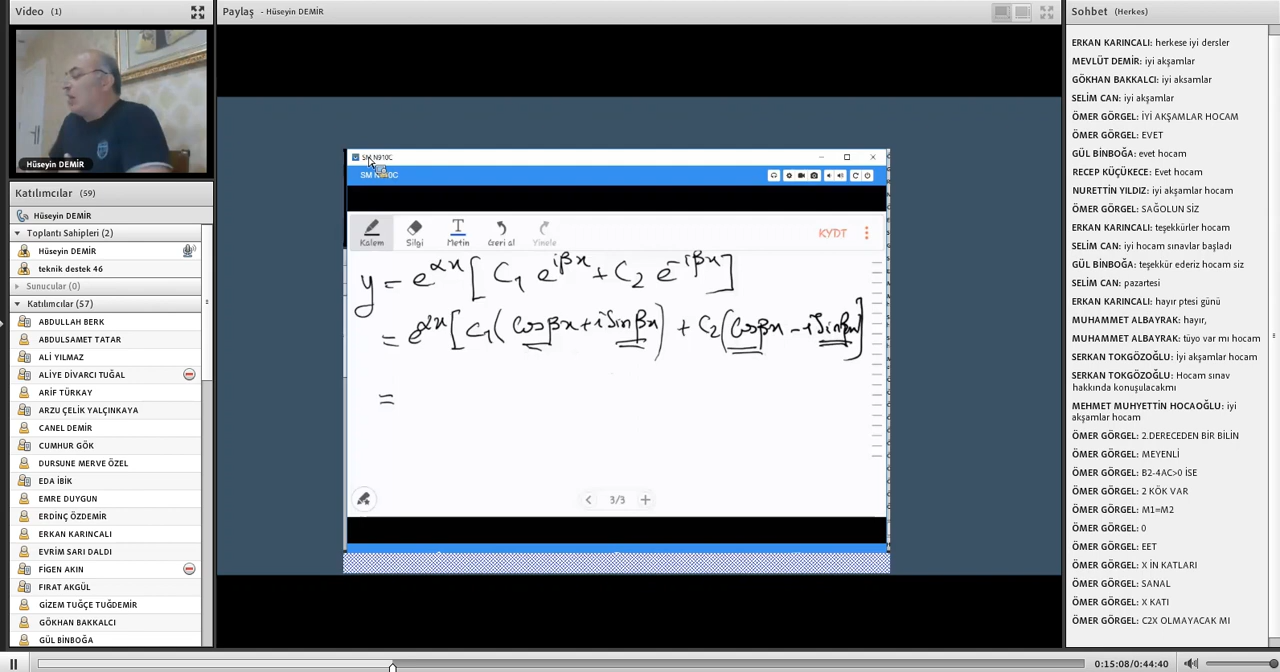 Video (1)
Hüseyin DEMİR
Katılımcılar (59)
Hüseyin DEMİR
Toplantı Sahipleri (2)
Hüseyin DEMİR
teknik destek 46
Sunucular (0)
Katılımcılar (57)
ABDULLAH BERK
ABDULSAMET TATAR
ALİ YILMAZ
ALİYE DİVARCI TUĞAL
ARİF TÜRKAY
ARZU ÇELİK YALÇINKAYA
CANEL DEMİR
CUMHUR GÖK
DURSUNE MERVE ÖZEL
EDA İBİK
EMRE DUYGUN
ERDİNÇ ÖZDEMİR
ERKAN KARINCALI
EVRİM SARI DALDI
FİGEN AKIN
FIRAT AKGÜL
GİZEM TUĞÇE TUĞDEMİR
GÖKHAN BAKKALCI
GÜL BİNBOĞA
Paylaş - Hüseyin DEMİR
SM N910C
Kalem Silgi Metin Geri al Yinele KYDT
y = e^{αx} [ C₁ e^{iβx} + C₂ e^{-iβx} ]
= e^{αx} [ C₁ ( Cosβx + i Sinβx ) + C₂ ( Cosβx - i Sinβx ]
=
3/3
Sohbet (Herkes)
ERKAN KARINCALI: herkese iyi dersler
MEVLÜT DEMİR: iyi akşamlar
GÖKHAN BAKKALCI: iyi aksamlar
SELİM CAN: iyi akşamlar
ÖMER GÖRGEL: İYİ AKŞAMLAR HOCAM
ÖMER GÖRGEL: EVET
GÜL BİNBOĞA: evet hocam
RECEP KÜÇÜKECE: Evet hocam
NURETTİN YILDIZ: iyi akşamlar hocam
ÖMER GÖRGEL: SAĞOLUN SİZ
ERKAN KARINCALI: teşekkürler hocam
SELİM CAN: iyi hocam sınavlar başladı
GÜL BİNBOĞA: teşekkür ederiz hocam siz
SELİM CAN: pazartesi
ERKAN KARINCALI: hayır ptesi günü
MUHAMMET ALBAYRAK: hayır,
MUHAMMET ALBAYRAK: tüyo var mı hocam
SERKAN TOKGÖZOĞLU: İyi akşamlar hocam
SERKAN TOKGÖZOĞLU: Hocam sınav
hakkında konuşulacakmı
MEHMET MUHYETTİN HOCAOĞLU: iyi
akşamlar hocam
ÖMER GÖRGEL: 2.DERECEDEN BİR BİLİN
ÖMER GÖRGEL: MEYENLİ
ÖMER GÖRGEL: B2-4AC>0 İSE
ÖMER GÖRGEL: 2 KÖK VAR
ÖMER GÖRGEL: M1=M2
ÖMER GÖRGEL: 0
ÖMER GÖRGEL: EET
ÖMER GÖRGEL: X İN KATLARI
ÖMER GÖRGEL: SANAL
ÖMER GÖRGEL: X KATI
ÖMER GÖRGEL: C2X OLMAYACAK MI
0:15:08/0:44:40